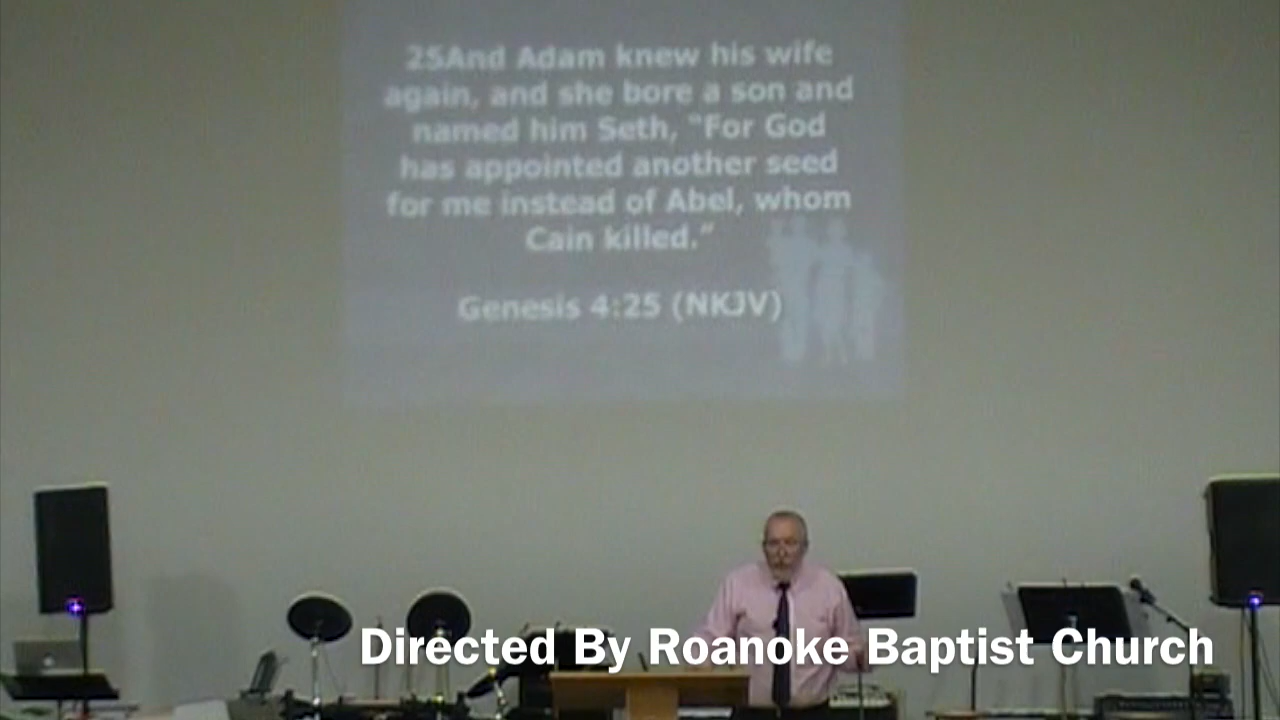 25And Adam knew his wife
again, and she bore a son and
named him Seth, "For God
has appointed another seed
for me instead of Abel, whom
Cain killed.”
Genesis 4:25 (NKJV)
Directed By Roanoke Baptist Church